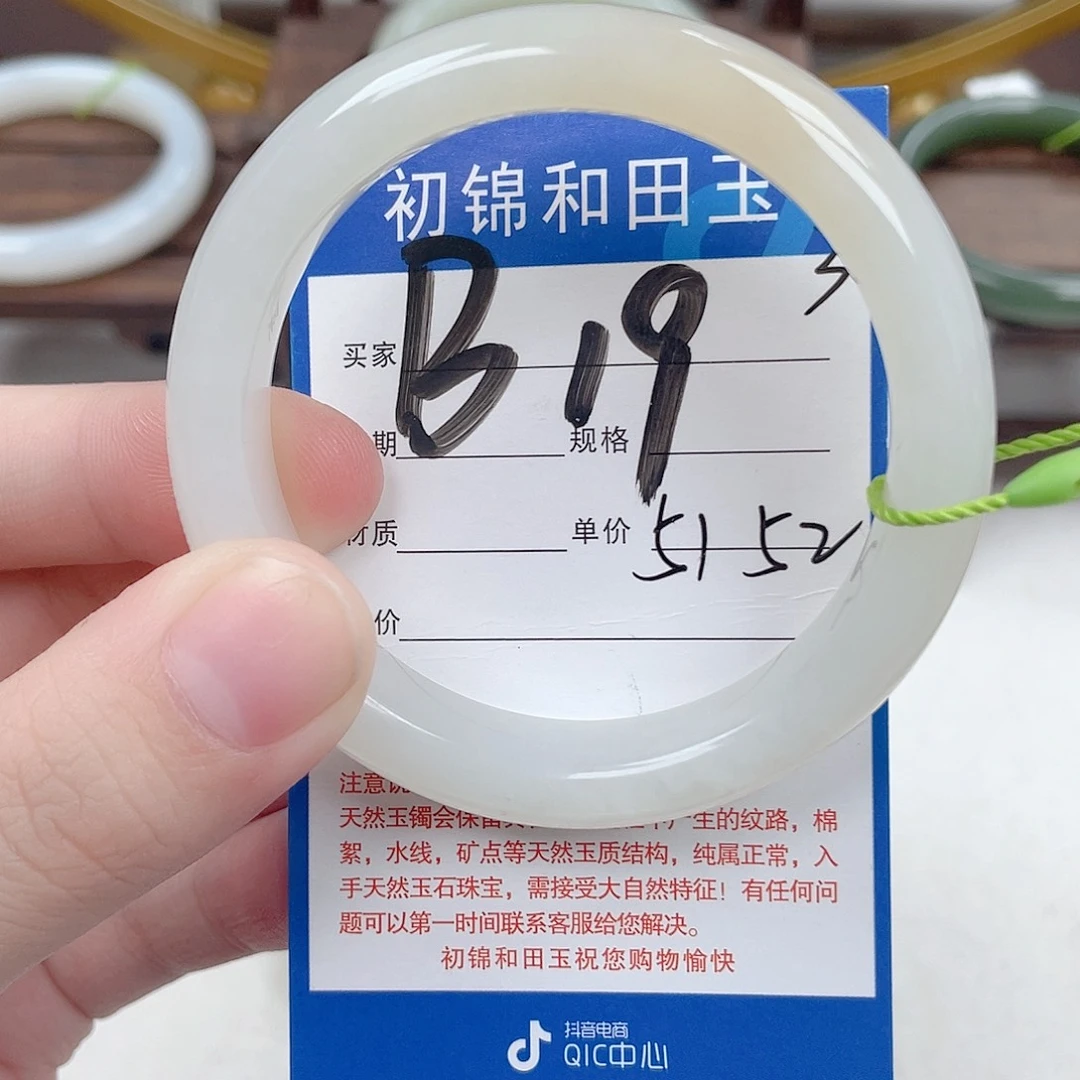 初锦和田玉
B 19
买家
期 规格
材质 单价 51 52
价
注意
天然玉镯会保留 生的纹路，棉
絮，水线，矿点等天然玉质结构，纯属正常，入
手天然玉石珠宝，需接受大自然特征！有任何问
题可以第一时间联系客服给您解决。
初锦和田玉祝您购物愉快
抖音电商
QIC中心